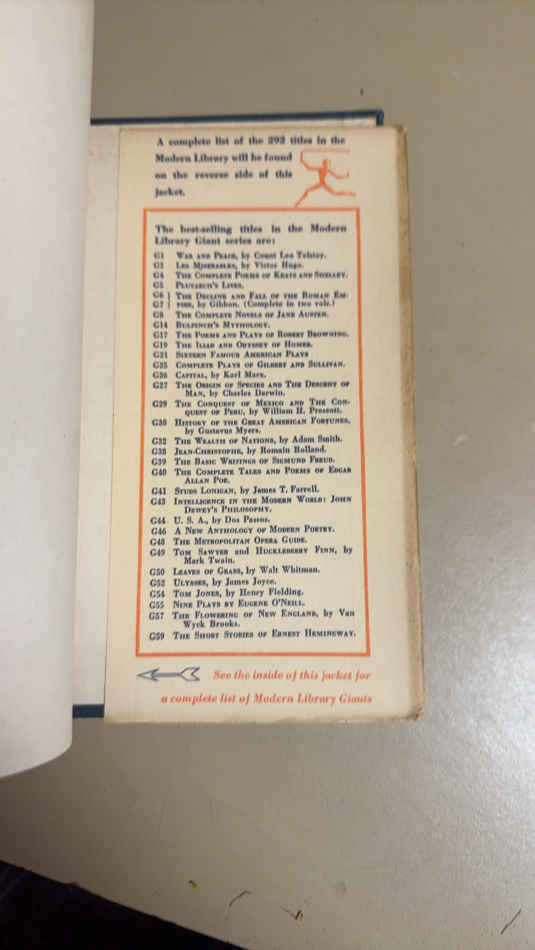 A complete list of the 292 titles in the
Modern Library will be found
on the reverse side of this
jacket.
The best-selling titles in the Modern
Library Giant series are:
G1 WAR AND PEACE, by Count Leo Tolstoy.
G2 LES MISERABLES, by Victor Hugo.
G4 THE COMPLETE POEMS OF KEATS AND SHELLEY.
G5 PLUTARCH'S LIVES.
G6 } THE DECLINE AND FALL OF THE ROMAN EM-
G7 } PIRE, by Gibbon. (Complete in two vols.)
G8 THE COMPLETE NOVELS OF JANE AUSTEN.
G14 BULFINCH'S MYTHOLOGY.
G17 THE POEMS AND PLAYS OF ROBERT BROWNING.
G19 THE ILIAD AND ODYSSEY OF HOMER.
G21 SIXTEEN FAMOUS AMERICAN PLAYS
G25 COMPLETE PLAYS OF GILBERT AND SULLIVAN.
G26 CAPITAL, by Karl Marx.
G27 THE ORIGIN OF SPECIES AND THE DESCENT OF
MAN, by Charles Darwin.
G29 THE CONQUEST OF MEXICO AND THE CON-
QUEST OF PERU, by William H. Prescott.
G30 HISTORY OF THE GREAT AMERICAN FORTUNES,
by Gustavus Myers.
G32 THE WEALTH OF NATIONS, by Adam Smith.
G38 JEAN-CHRISTOPHE, by Romain Rolland.
G39 THE BASIC WRITINGS OF SIGMUND FREUD.
G40 THE COMPLETE TALES AND POEMS OF EDGAR
ALLAN POE.
G41 STUDS LONIGAN, by James T. Farrell.
G43 INTELLIGENCE IN THE MODERN WORLD: JOHN
DEWEY'S PHILOSOPHY.
G44 U. S. A., by Dos Passos.
G46 A NEW ANTHOLOGY OF MODERN POETRY.
G48 THE METROPOLITAN OPERA GUIDE.
G49 TOM SAWYER and HUCKLEBERRY FINN, by
Mark Twain.
G50 LEAVES OF GRASS, by Walt Whitman.
G52 ULYSSES, by James Joyce.
G54 TOM JONES, by Henry Fielding.
G55 NINE PLAYS BY EUGENE O'NEILL.
G57 THE FLOWERING OF NEW ENGLAND, by Van
Wyck Brooks.
G59 THE SHORT STORIES OF ERNEST HEMINGWAY.
See the inside of this jacket for
a complete list of Modern Library Giants